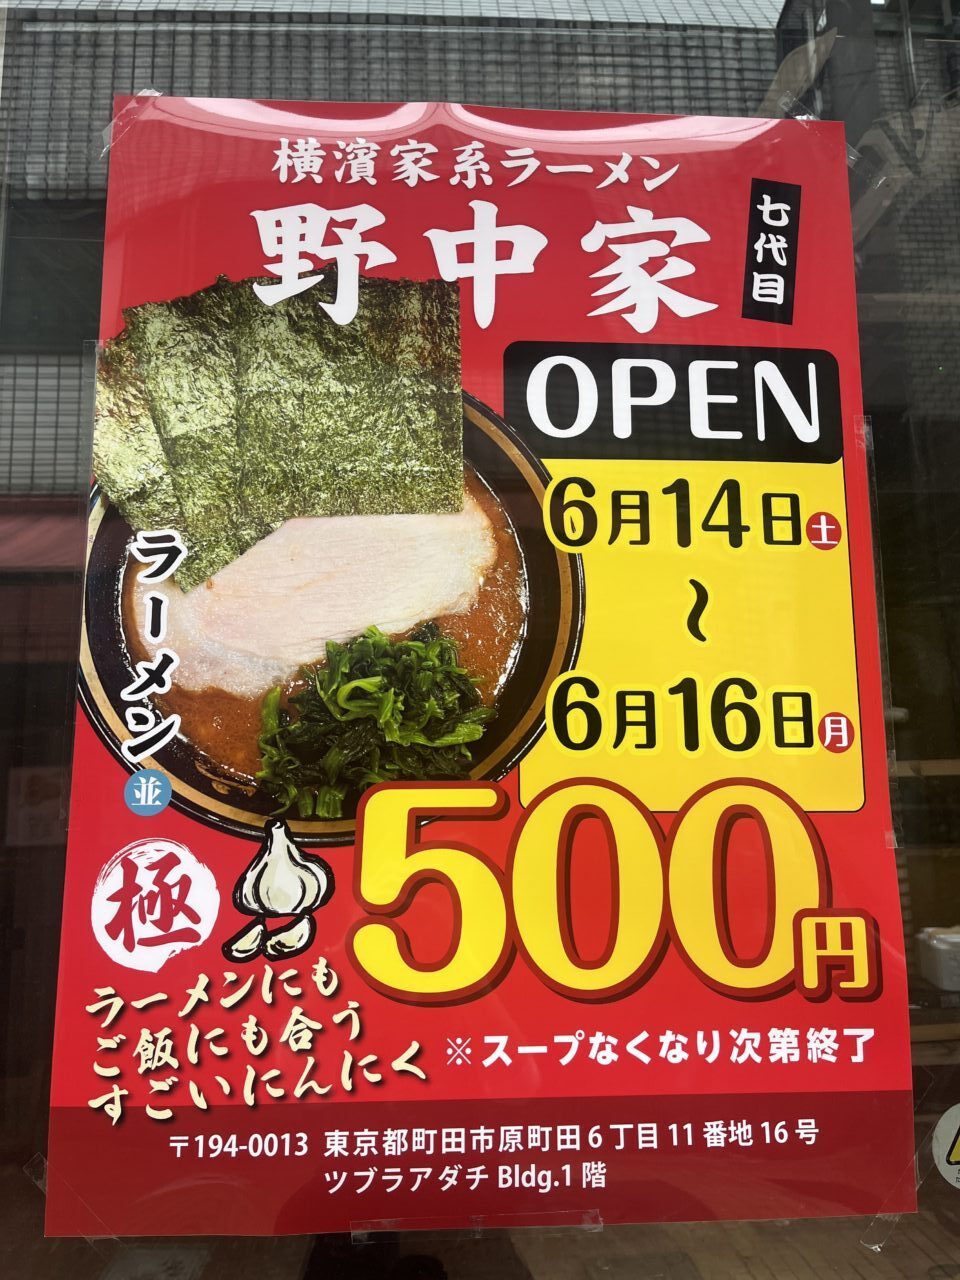 横濱家系ラーメン
野中家
七代目
OPEN
6月14日土
〜
6月16日月
ラーメン並
500円
極
ラーメンにも
ご飯にも合う
すごいにんにく
※スープなくなり次第終了
〒194-0013 東京都町田市原町田6丁目11番地16号
ツブラアダチBldg.1階